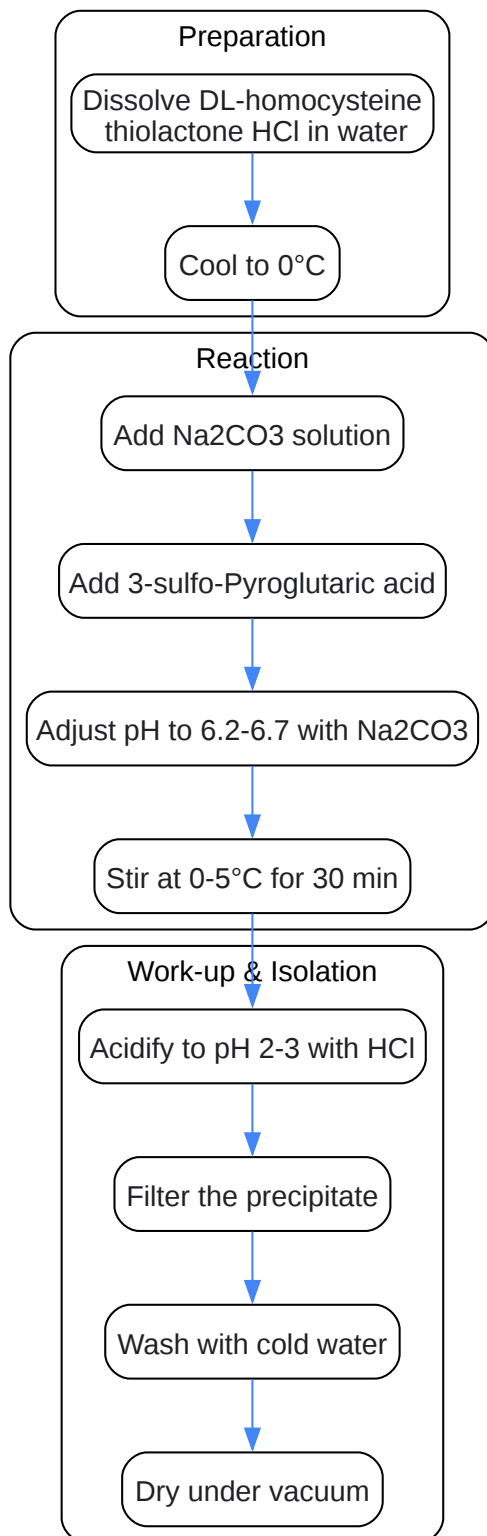 Preparation
Dissolve DL-homocysteine
thiolactone HCl in water
Cool to 0°C
Reaction
Add Na2CO3 solution
Add 3-sulfo-Pyroglutaric acid
Adjust pH to 6.2-6.7 with Na2CO3
Stir at 0-5°C for 30 min
Work-up & Isolation
Acidify to pH 2-3 with HCl
Filter the precipitate
Wash with cold water
Dry under vacuum